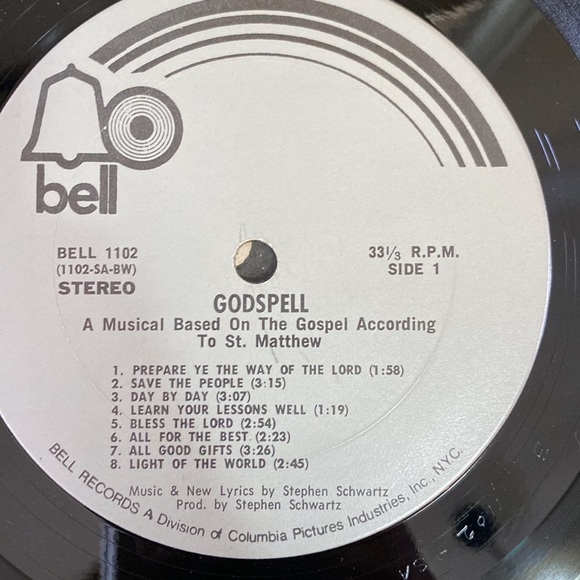 bell
BELL 1102
(1102-SA-BW)
STEREO
33⅓ R.P.M.
SIDE 1
GODSPELL
A Musical Based On The Gospel According
To St. Matthew
1. PREPARE YE THE WAY OF THE LORD (1:58)
2. SAVE THE PEOPLE (3:15)
3. DAY BY DAY (3:07)
4. LEARN YOUR LESSONS WELL (1:19)
5. BLESS THE LORD (2:54)
6. ALL FOR THE BEST (2:23)
7. ALL GOOD GIFTS (3:26)
8. LIGHT OF THE WORLD (2:45)
Music & New Lyrics by Stephen Schwartz
Prod. by Stephen Schwartz
BELL RECORDS A Division of Columbia Pictures Industries, Inc., N.Y.C.